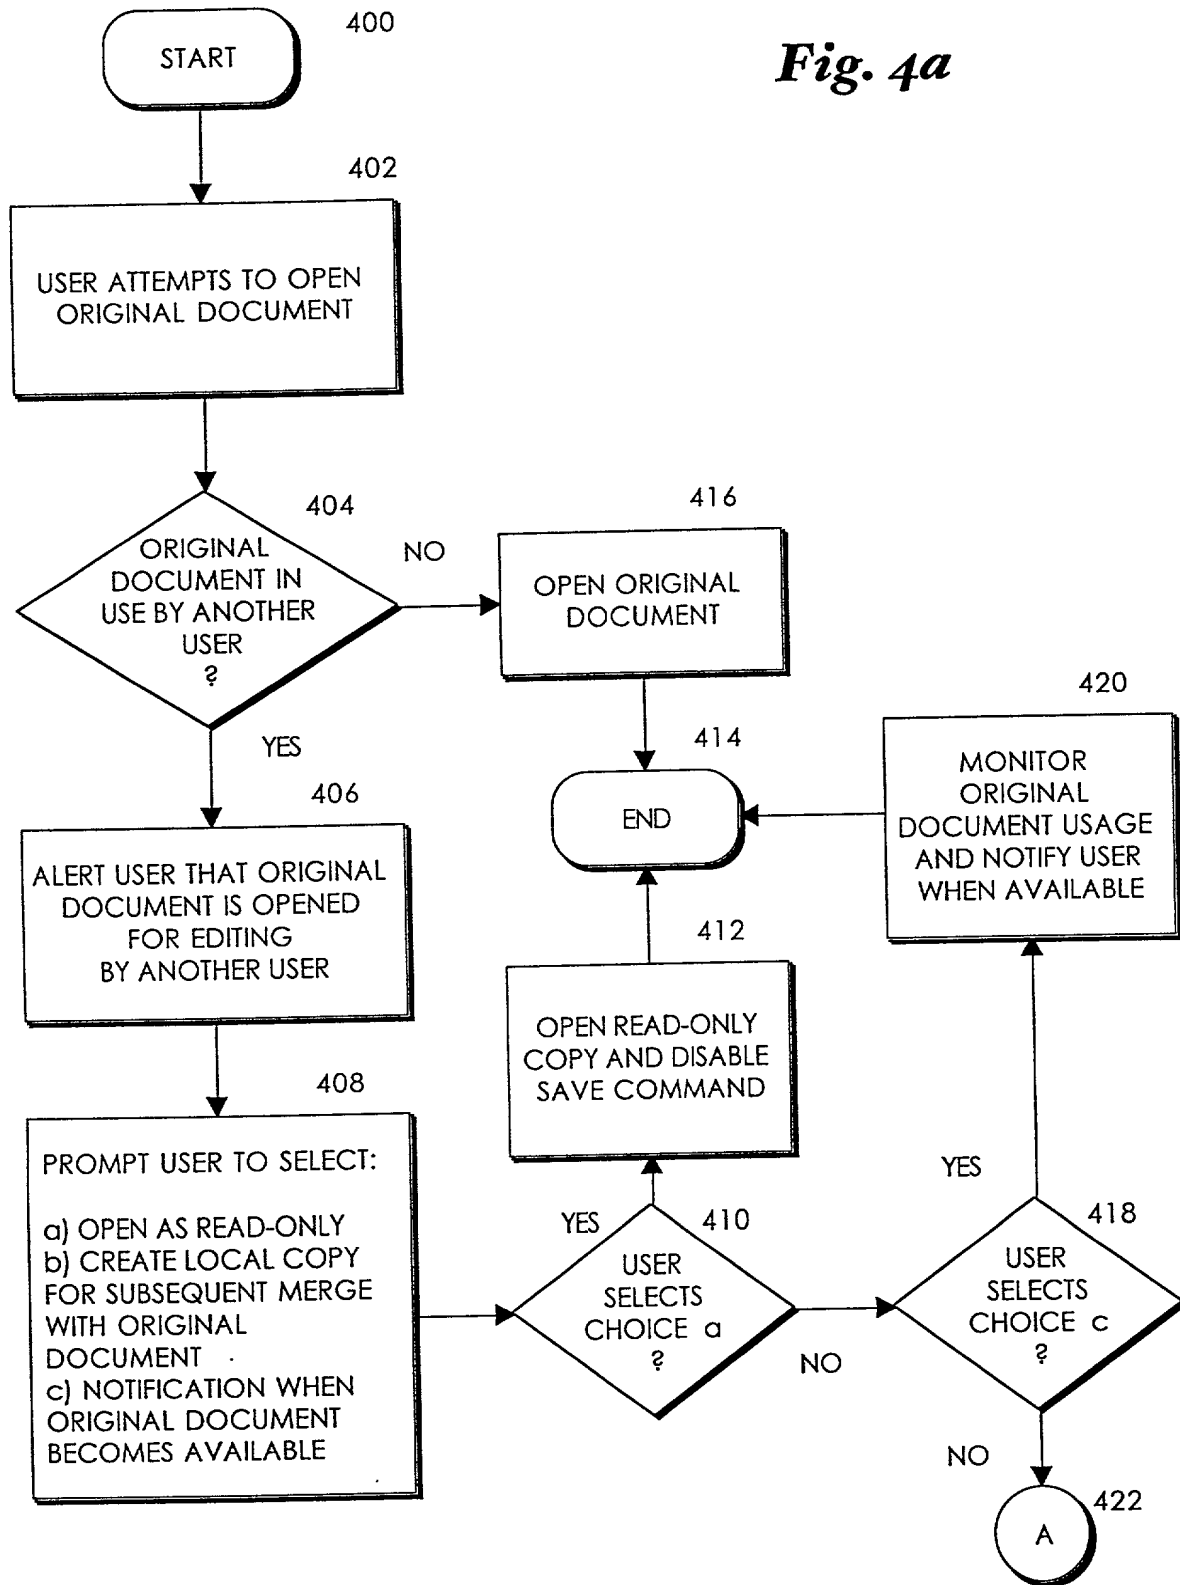 400
START
Fig. 4a
402
USER ATTEMPTS TO OPEN
ORIGINAL DOCUMENT
404
ORIGINAL
DOCUMENT IN
USE BY ANOTHER
USER
?
NO
416
OPEN ORIGINAL
DOCUMENT
YES
414
END
420
MONITOR
ORIGINAL
DOCUMENT USAGE
AND NOTIFY USER
WHEN AVAILABLE
406
ALERT USER THAT ORIGINAL
DOCUMENT IS OPENED
FOR EDITING
BY ANOTHER USER
412
OPEN READ-ONLY
COPY AND DISABLE
SAVE COMMAND
408
PROMPT USER TO SELECT:
a) OPEN AS READ-ONLY
b) CREATE LOCAL COPY
FOR SUBSEQUENT MERGE
WITH ORIGINAL
DOCUMENT
c) NOTIFICATION WHEN
ORIGINAL DOCUMENT
BECOMES AVAILABLE
YES
410
USER
SELECTS
CHOICE a
?
NO
YES
418
USER
SELECTS
CHOICE c
?
NO
422
A